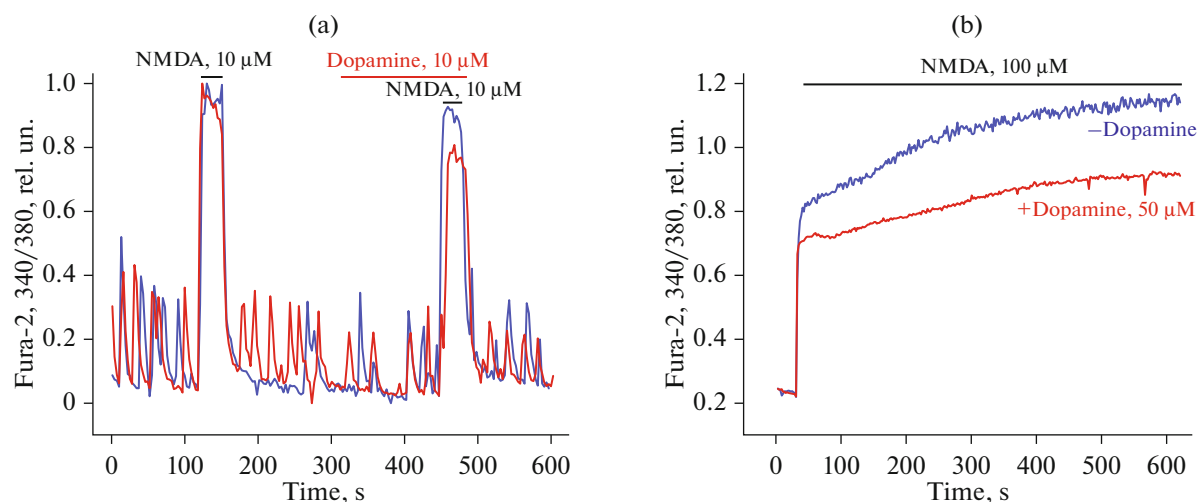 (a)
NMDA, 10 μM
Dopamine, 10 μM
NMDA, 10 μM
1.0
0.8
0.6
0.4
0.2
0
Fura-2, 340/380, rel. un.
0 100 200 300 400 500 600
Time, s
(b)
NMDA, 100 μM
1.2
1.0
0.8
0.6
0.4
0.2
Fura-2, 340/380, rel. un.
−Dopamine
+Dopamine, 50 μM
0 100 200 300 400 500 600
Time, s